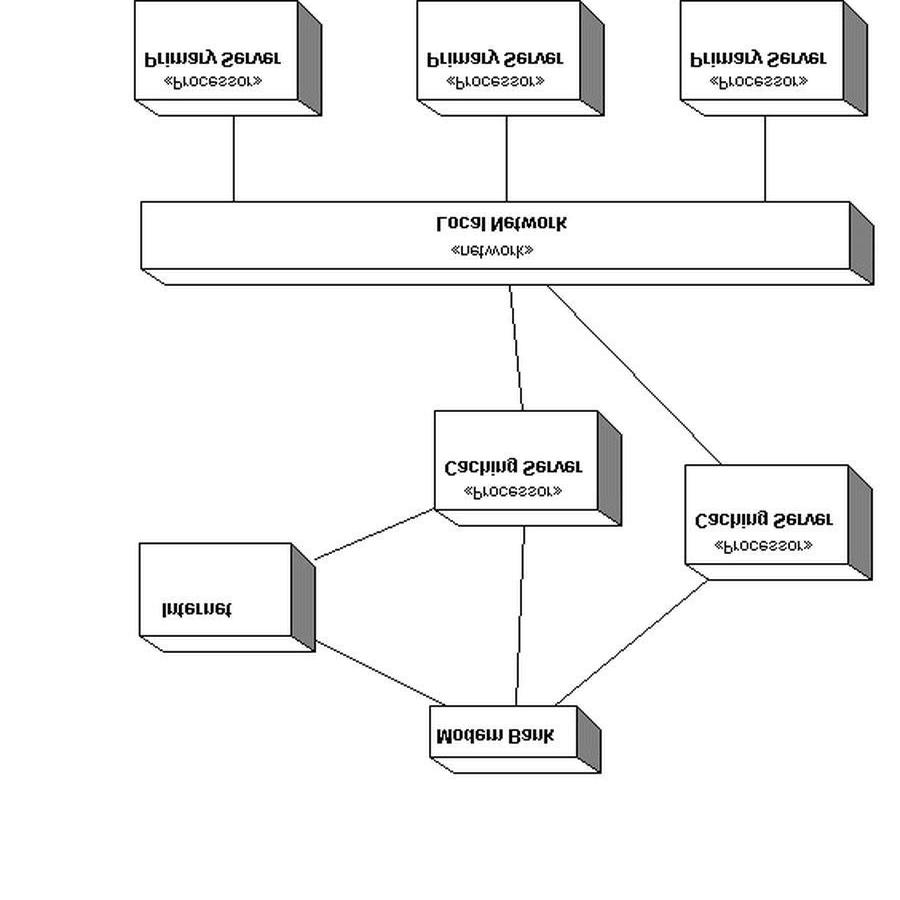 Modem Bank
Internet
«Processor»
Caching Server
«Processor»
Caching Server
«network»
Local Network
«Processor»
Primary Server
«Processor»
Primary Server
«Processor»
Primary Server